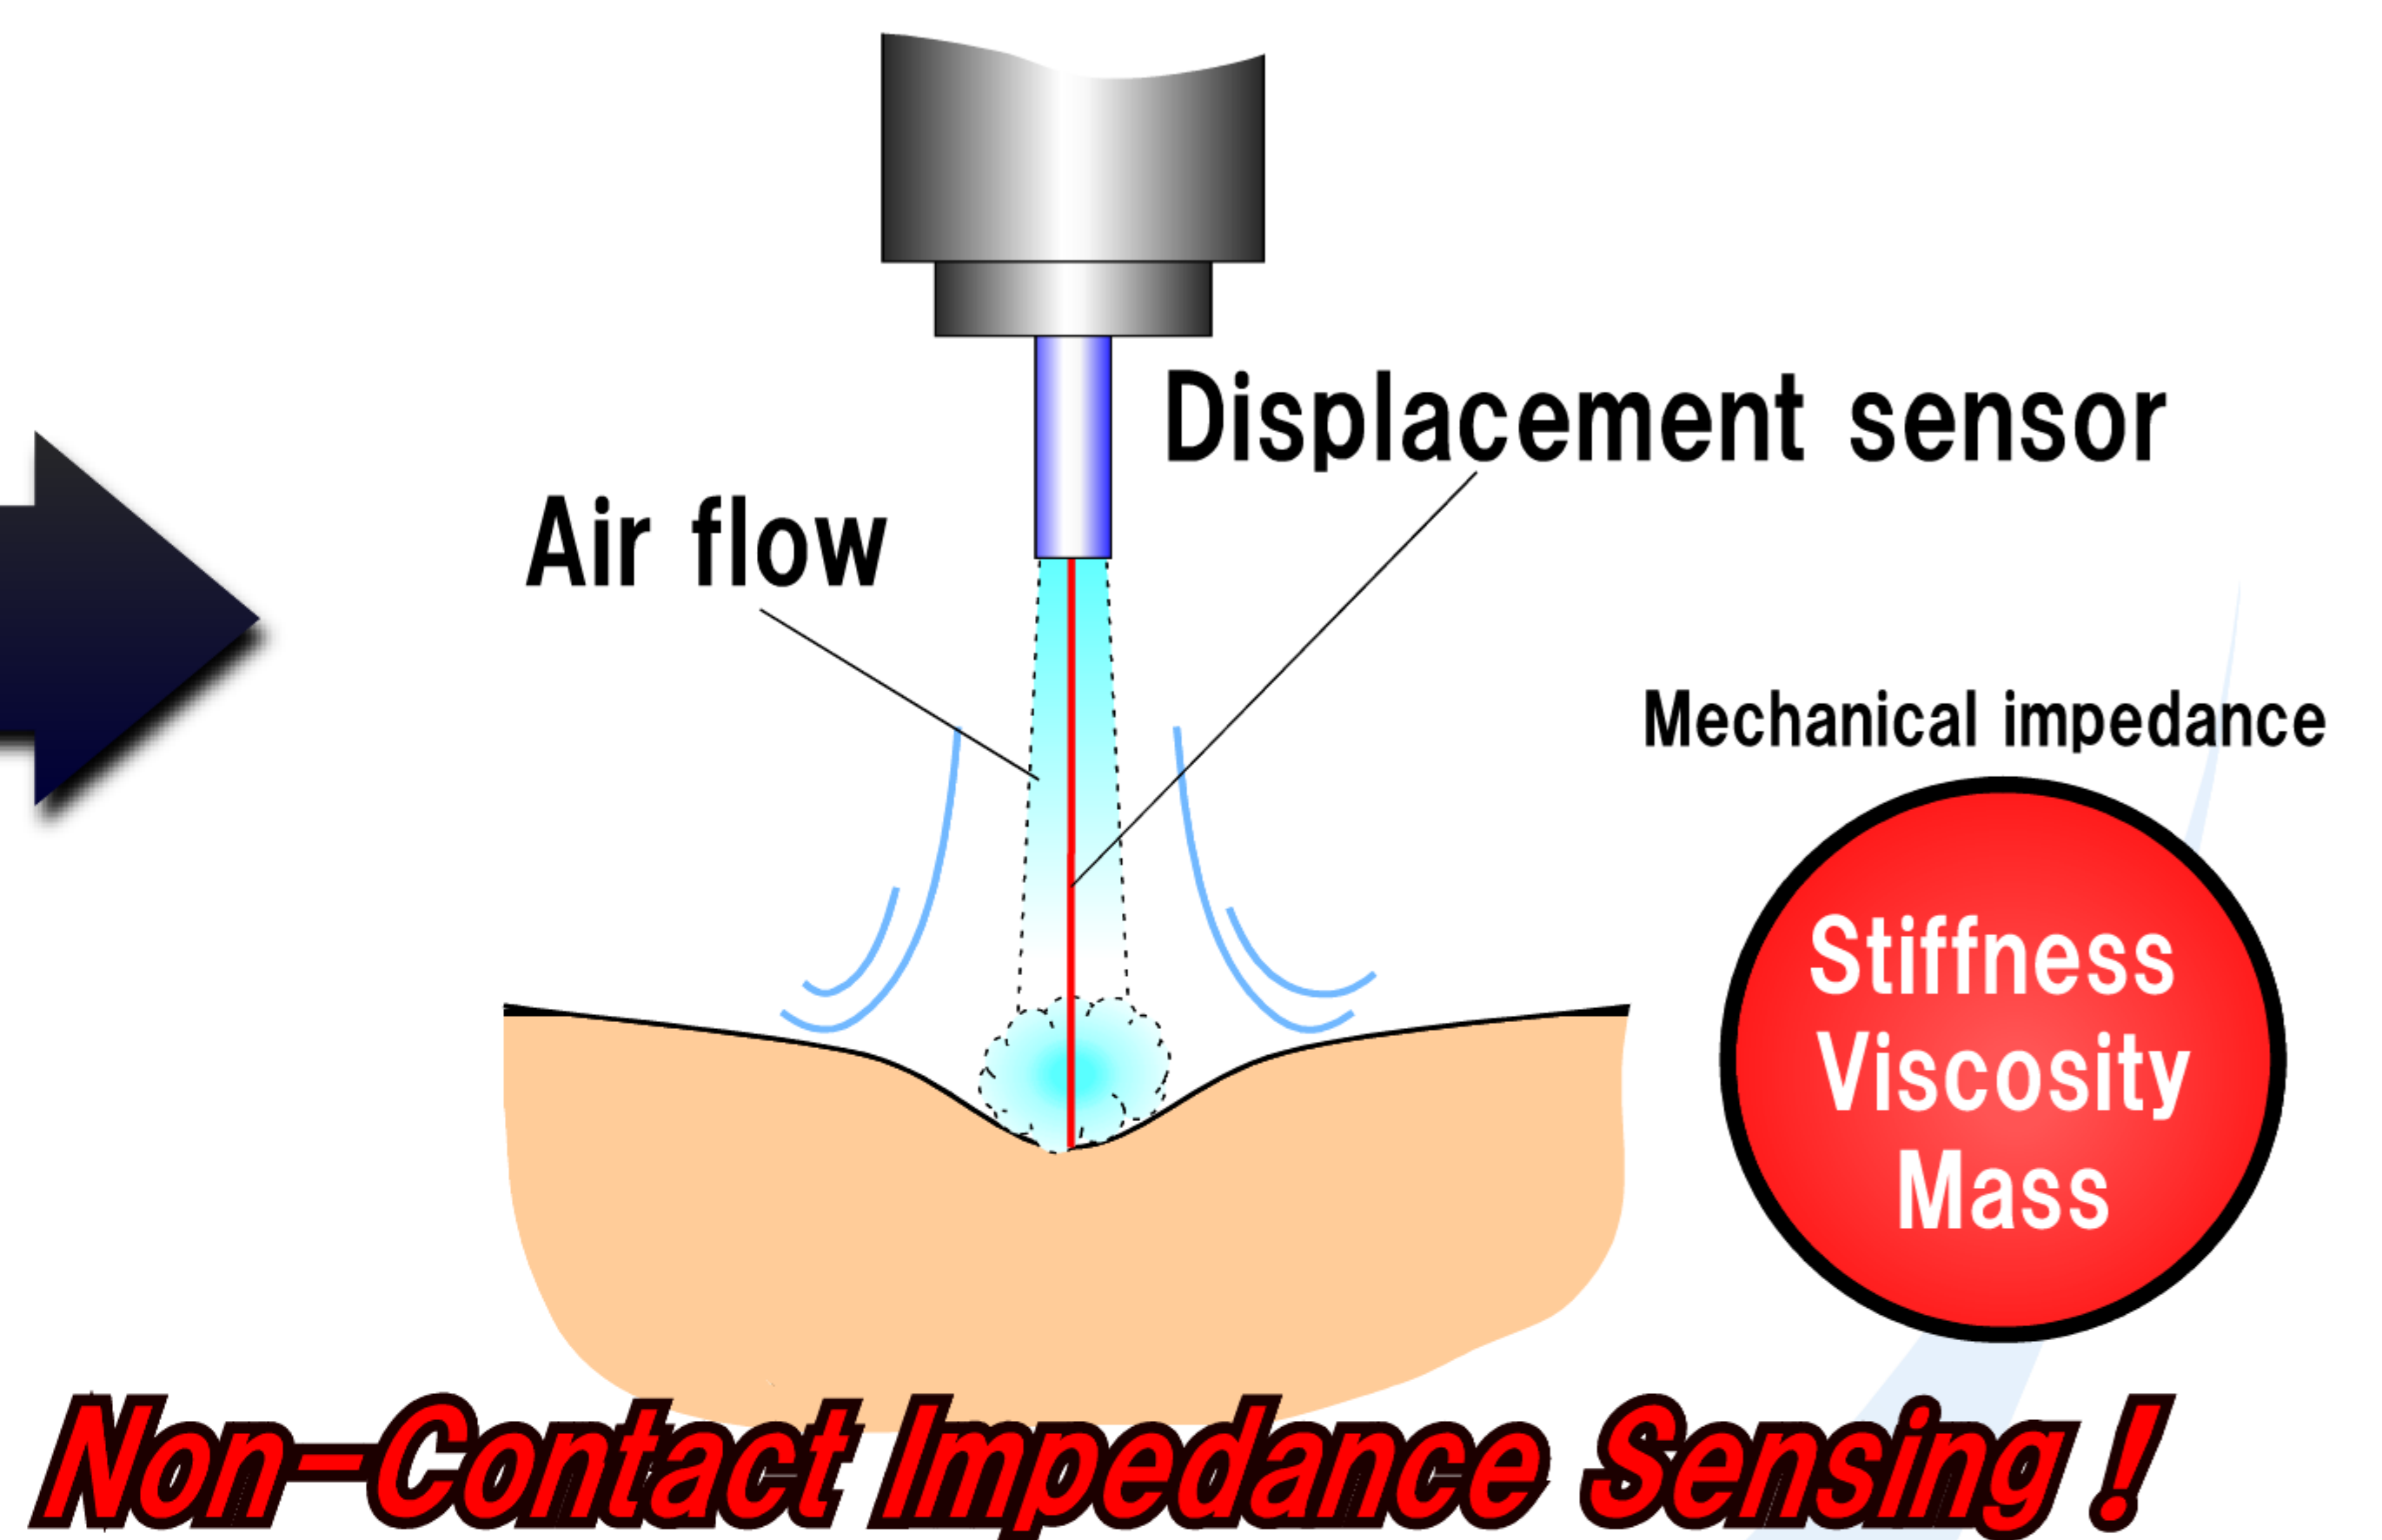 Displacement sensor
Air flow
Mechanical impedance
Stiffness
Viscosity
Mass
Non-Contact Impedance Sensing !